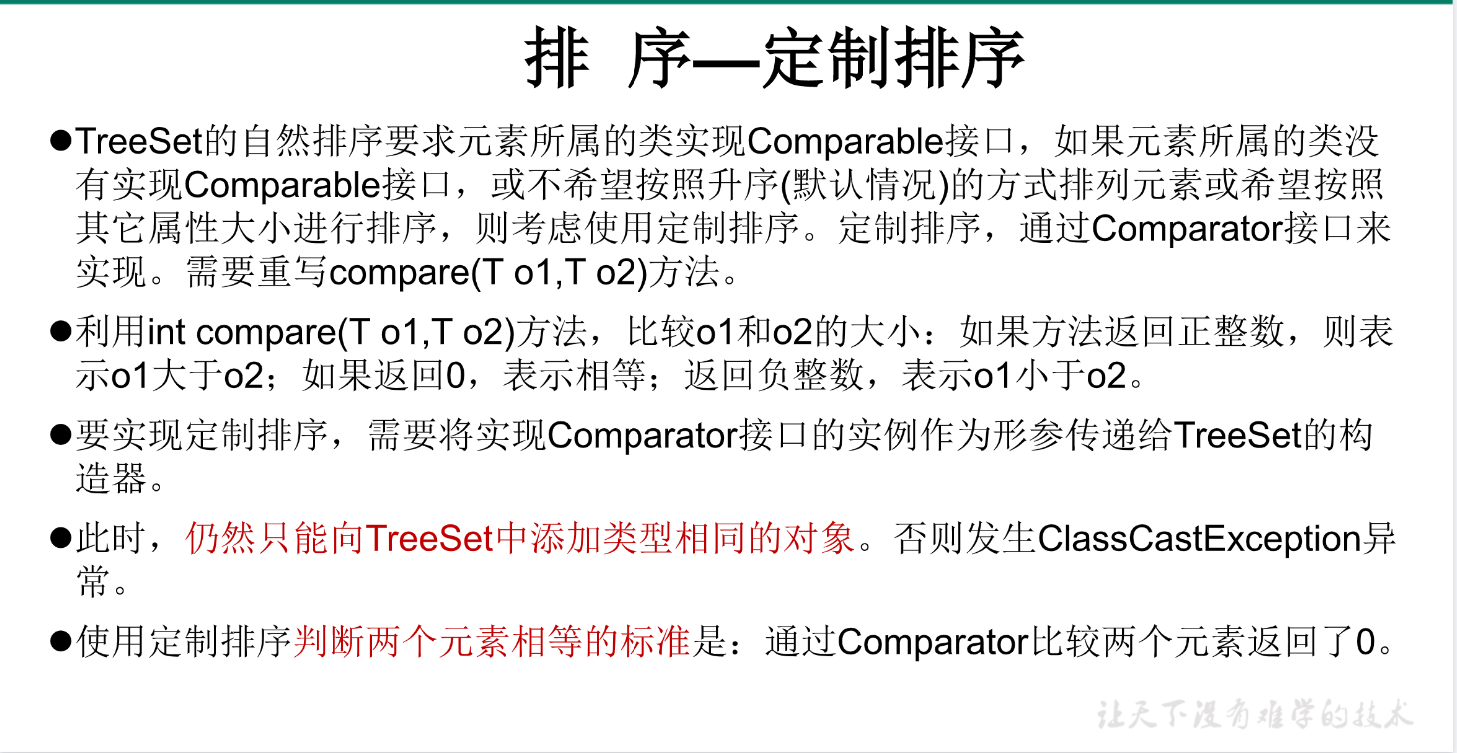 排 序—定制排序
●TreeSet的自然排序要求元素所属的类实现Comparable接口，如果元素所属的类没
有实现Comparable接口，或不希望按照升序(默认情况)的方式排列元素或希望按照
其它属性大小进行排序，则考虑使用定制排序。定制排序，通过Comparator接口来
实现。需要重写compare(T o1,T o2)方法。
●利用int compare(T o1,T o2)方法，比较o1和o2的大小：如果方法返回正整数，则表
示o1大于o2；如果返回0，表示相等；返回负整数，表示o1小于o2。
●要实现定制排序，需要将实现Comparator接口的实例作为形参传递给TreeSet的构
造器。
●此时，仍然只能向TreeSet中添加类型相同的对象。否则发生ClassCastException异
常。
●使用定制排序判断两个元素相等的标准是：通过Comparator比较两个元素返回了0。
让天下没有难学的技术